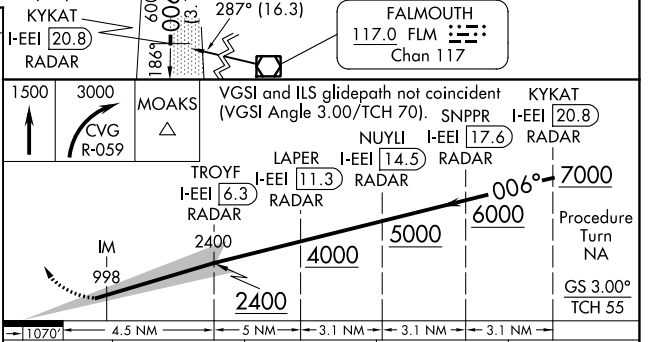 KYKAT
I-EEI 20.8
RADAR
600
006°
(3.
186°
287° (16.3)
FALMOUTH
117.0 FLM
Chan 117
1500
3000
CVG
R-059
MOAKS
VGSI and ILS glidepath not coincident
(VGSI Angle 3.00/TCH 70).
KYKAT
I-EEI 20.8
RADAR
SNPPR
I-EEI 17.6
RADAR
NUYLI
I-EEI 14.5
RADAR
LAPER
I-EEI 11.3
RADAR
TROYF
I-EEI 6.3
RADAR
006°
7000
6000
5000
4000
2400
2400
IM
998
Procedure
Turn
NA
GS 3.00°
TCH 55
1070'
4.5 NM
5 NM
3.1 NM
3.1 NM
3.1 NM